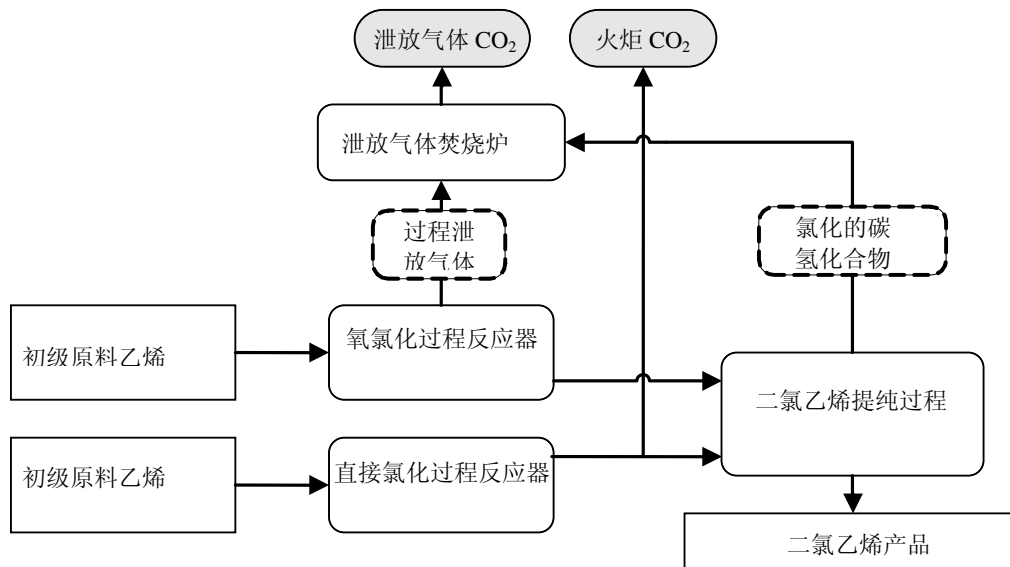 泄放气体 CO₂
火炬 CO₂
泄放气体焚烧炉
过程泄
放气体
氯化的碳
氢化合物
初级原料乙烯
氧氯化过程反应器
二氯乙烯提纯过程
初级原料乙烯
直接氯化过程反应器
二氯乙烯产品